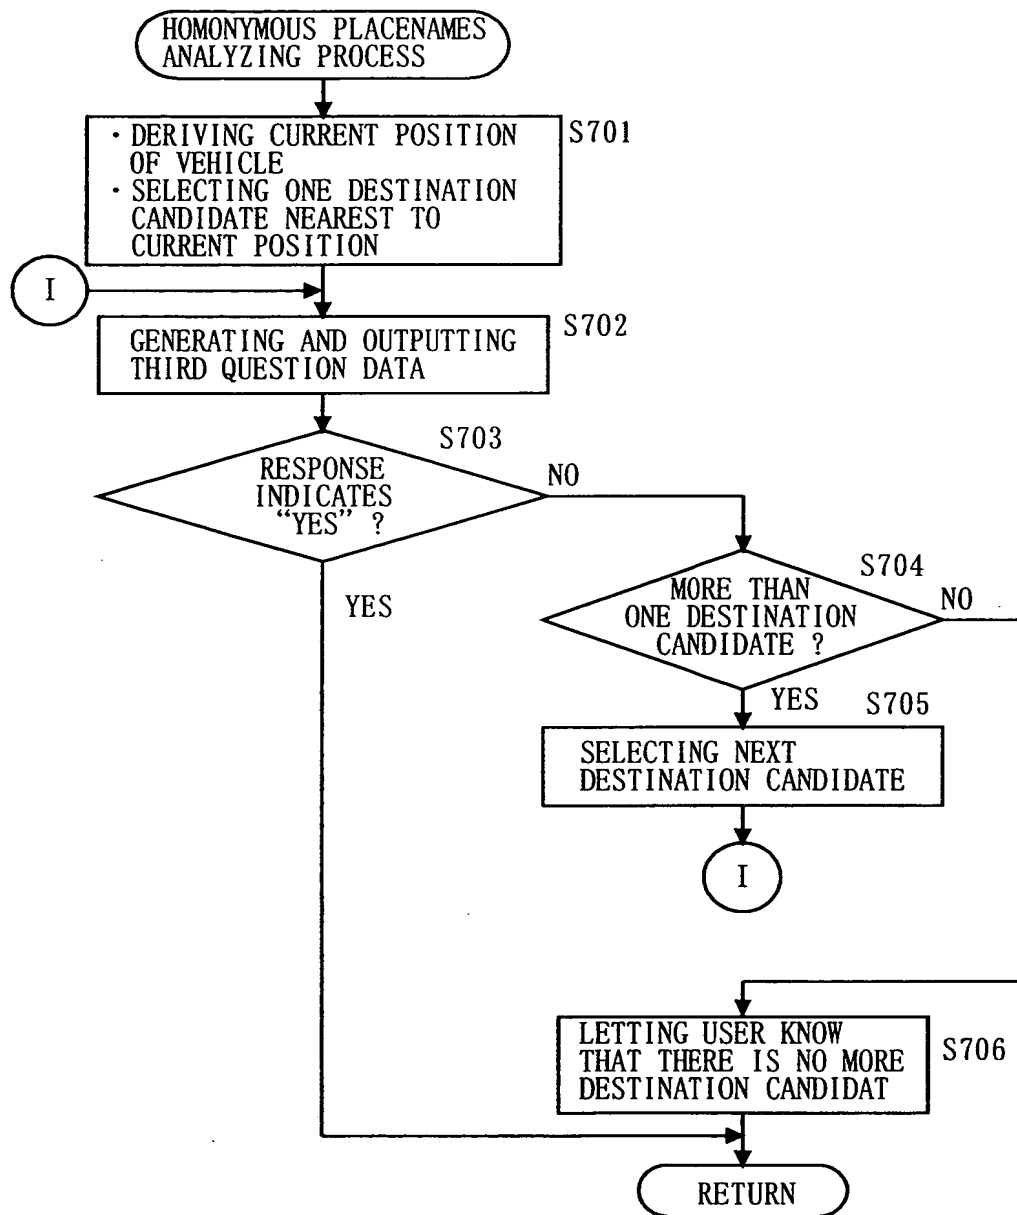 HOMONYMOUS PLACENAMES
ANALYZING PROCESS
· DERIVING CURRENT POSITION
OF VEHICLE
· SELECTING ONE DESTINATION
CANDIDATE NEAREST TO
CURRENT POSITION
S701
I
GENERATING AND OUTPUTTING
THIRD QUESTION DATA
S702
S703
RESPONSE
INDICATES
“YES” ?
NO
YES
S704
MORE THAN
ONE DESTINATION
CANDIDATE ?
NO
YES
S705
SELECTING NEXT
DESTINATION CANDIDATE
I
LETTING USER KNOW
THAT THERE IS NO MORE
DESTINATION CANDIDAT
S706
RETURN